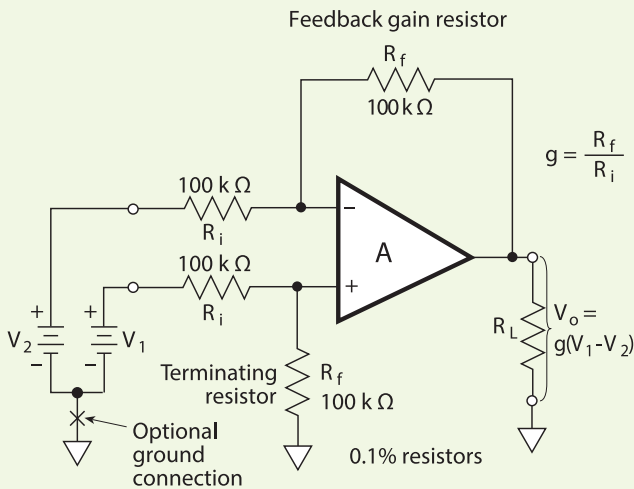 Feedback gain resistor
R f
100 k Ω
g = R f
R i
100 k Ω
R i
-
A
100 k Ω
+
R i
+
+
V 2
V 1
-
-
R L
V o =
g(V 1 - V 2 )
Terminating
resistor
R f
100 k Ω
Optional
ground
connection
0.1% resistors